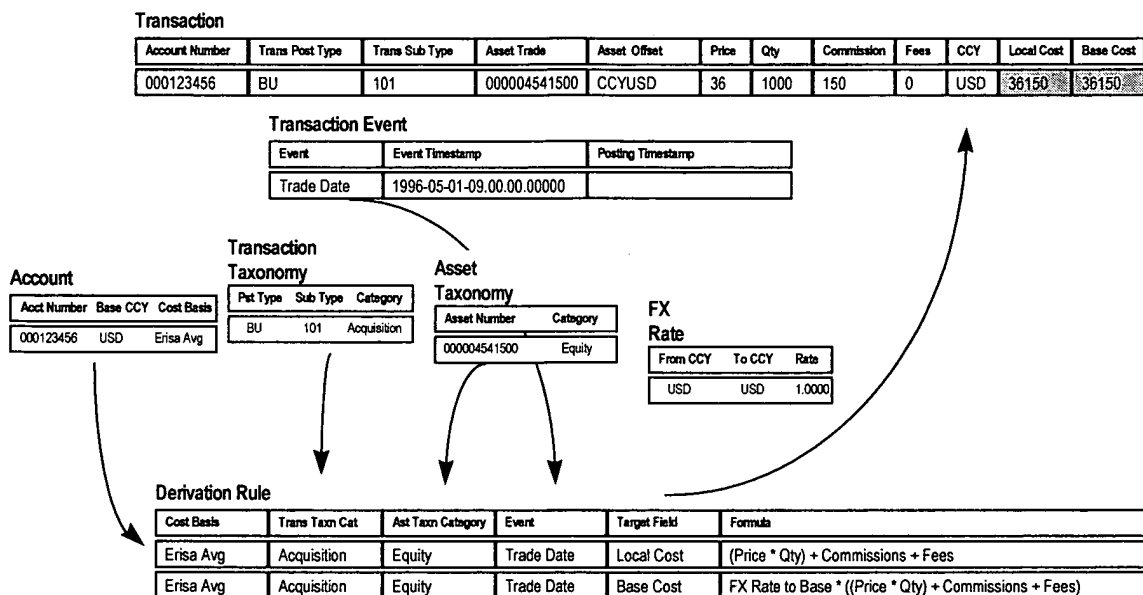 Transaction
Account Number Trans Post Type Trans Sub Type Asset Trade Asset Offset Price Qty Commission Fees CCY Local Cost Base Cost
000123456 BU 101 000004541500 CCYUSD 36 1000 150 0 USD 36150 36150
Transaction Event
Event Event Timestamp Posting Timestamp
Trade Date 1996-05-01-09.00.00.00000
Account
Acct Number Base CCY Cost Basis
000123456 USD Erisa Avg
Transaction
Taxonomy
Pst Type Sub Type Category
BU 101 Acquisition
Asset
Taxonomy
Asset Number Category
000004541500 Equity
FX
Rate
From CCY To CCY Rate
USD USD 1.0000
Derivation Rule
Cost Basis Trans Taxn Cat Ast Taxn Category Event Target Field Formula
Erisa Avg Acquisition Equity Trade Date Local Cost (Price * Qty) + Commissions + Fees
Erisa Avg Acquisition Equity Trade Date Base Cost FX Rate to Base * ((Price * Qty) + Commissions + Fees)